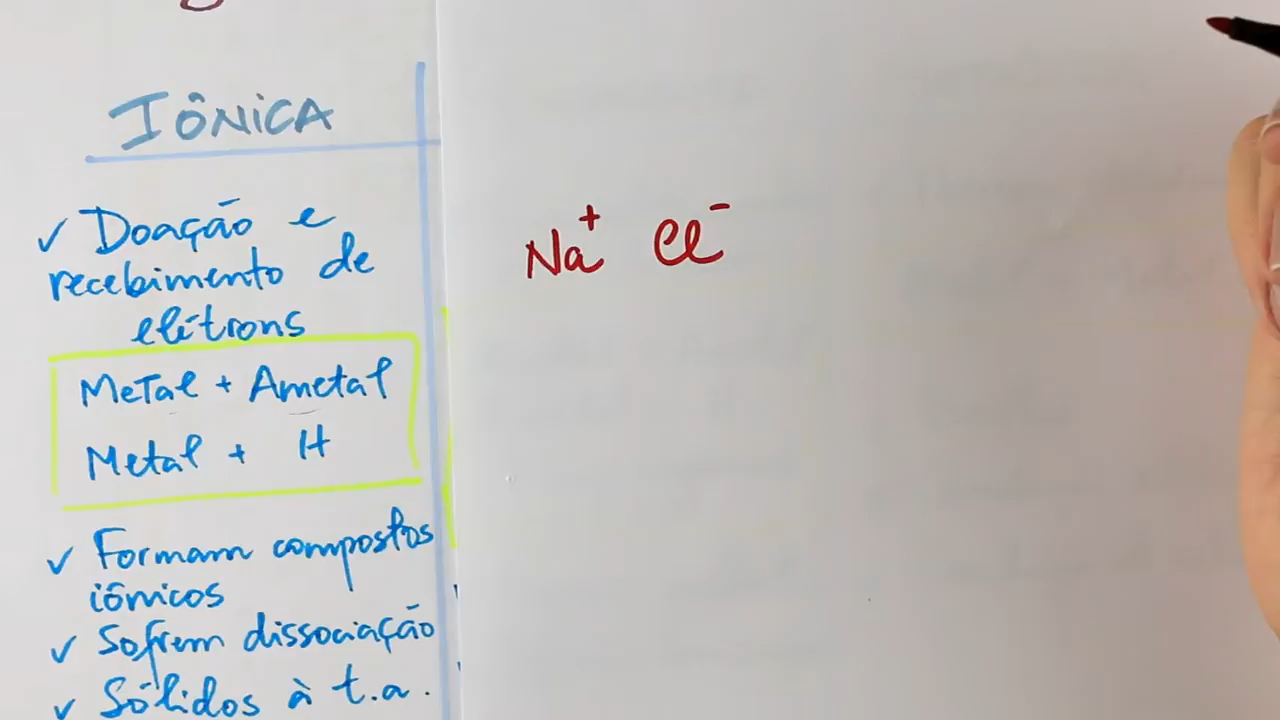 IÔNICA
✓ Doação e
recebimento de
elétrons
Metal + Ametal
Metal + H
✓ Formam compostos
iônicos
✓ Sofrem dissociação
✓ Sólidos à t.a.
Na⁺ Cl⁻